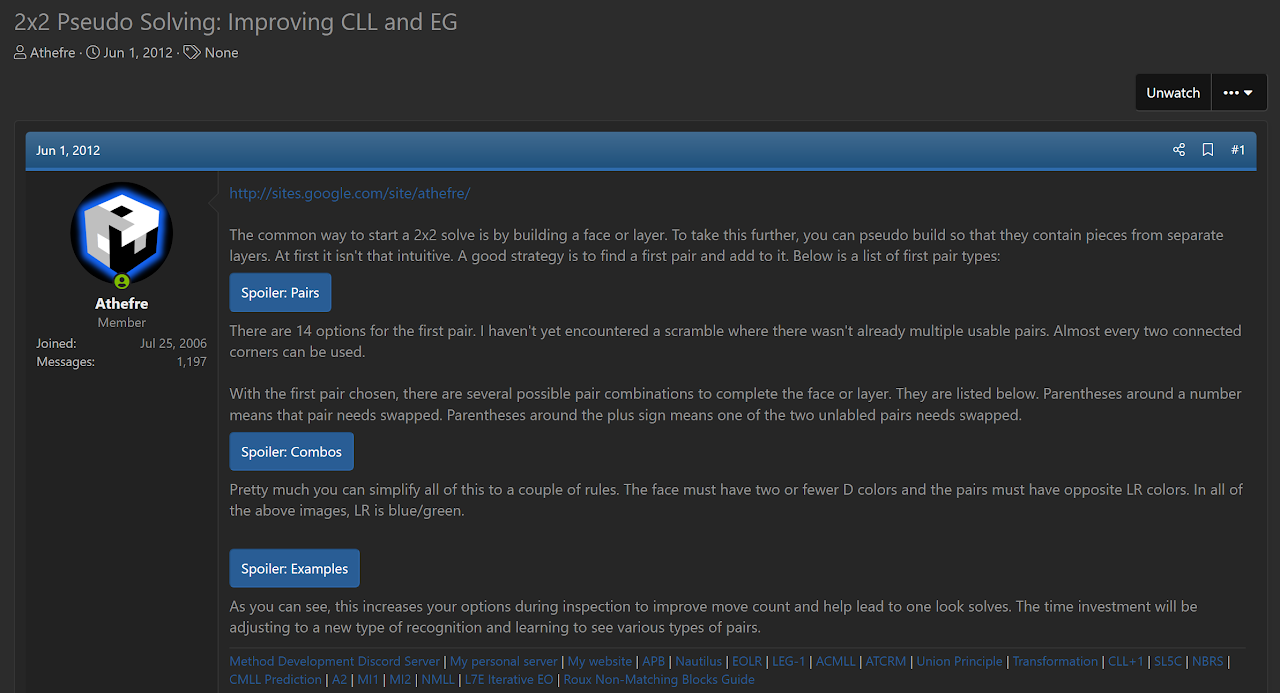 2x2 Pseudo Solving: Improving CLL and EG
Athefre · Jun 1, 2012 · None
Unwatch
Jun 1, 2012
#1
http://sites.google.com/site/athefre/
The common way to start a 2x2 solve is by building a face or layer. To take this further, you can pseudo build so that they contain pieces from separate
layers. At first it isn't that intuitive. A good strategy is to find a first pair and add to it. Below is a list of first pair types:
Spoiler: Pairs
Athefre
Member
Joined: Jul 25, 2006
Messages: 1,197
There are 14 options for the first pair. I haven't yet encountered a scramble where there wasn't already multiple usable pairs. Almost every two connected
corners can be used.
With the first pair chosen, there are several possible pair combinations to complete the face or layer. They are listed below. Parentheses around a number
means that pair needs swapped. Parentheses around the plus sign means one of the two unlabled pairs needs swapped.
Spoiler: Combos
Pretty much you can simplify all of this to a couple of rules. The face must have two or fewer D colors and the pairs must have opposite LR colors. In all of
the above images, LR is blue/green.
Spoiler: Examples
As you can see, this increases your options during inspection to improve move count and help lead to one look solves. The time investment will be
adjusting to a new type of recognition and learning to see various types of pairs.
Method Development Discord Server | My personal server | My website | APB | Nautilus | EOLR | LEG-1 | ACMLL | ATCRM | Union Principle | Transformation | CLL+1 | SL5C | NBRS |
CMLL Prediction | A2 | MI1 | MI2 | NMLL | L7E Iterative EO | Roux Non-Matching Blocks Guide